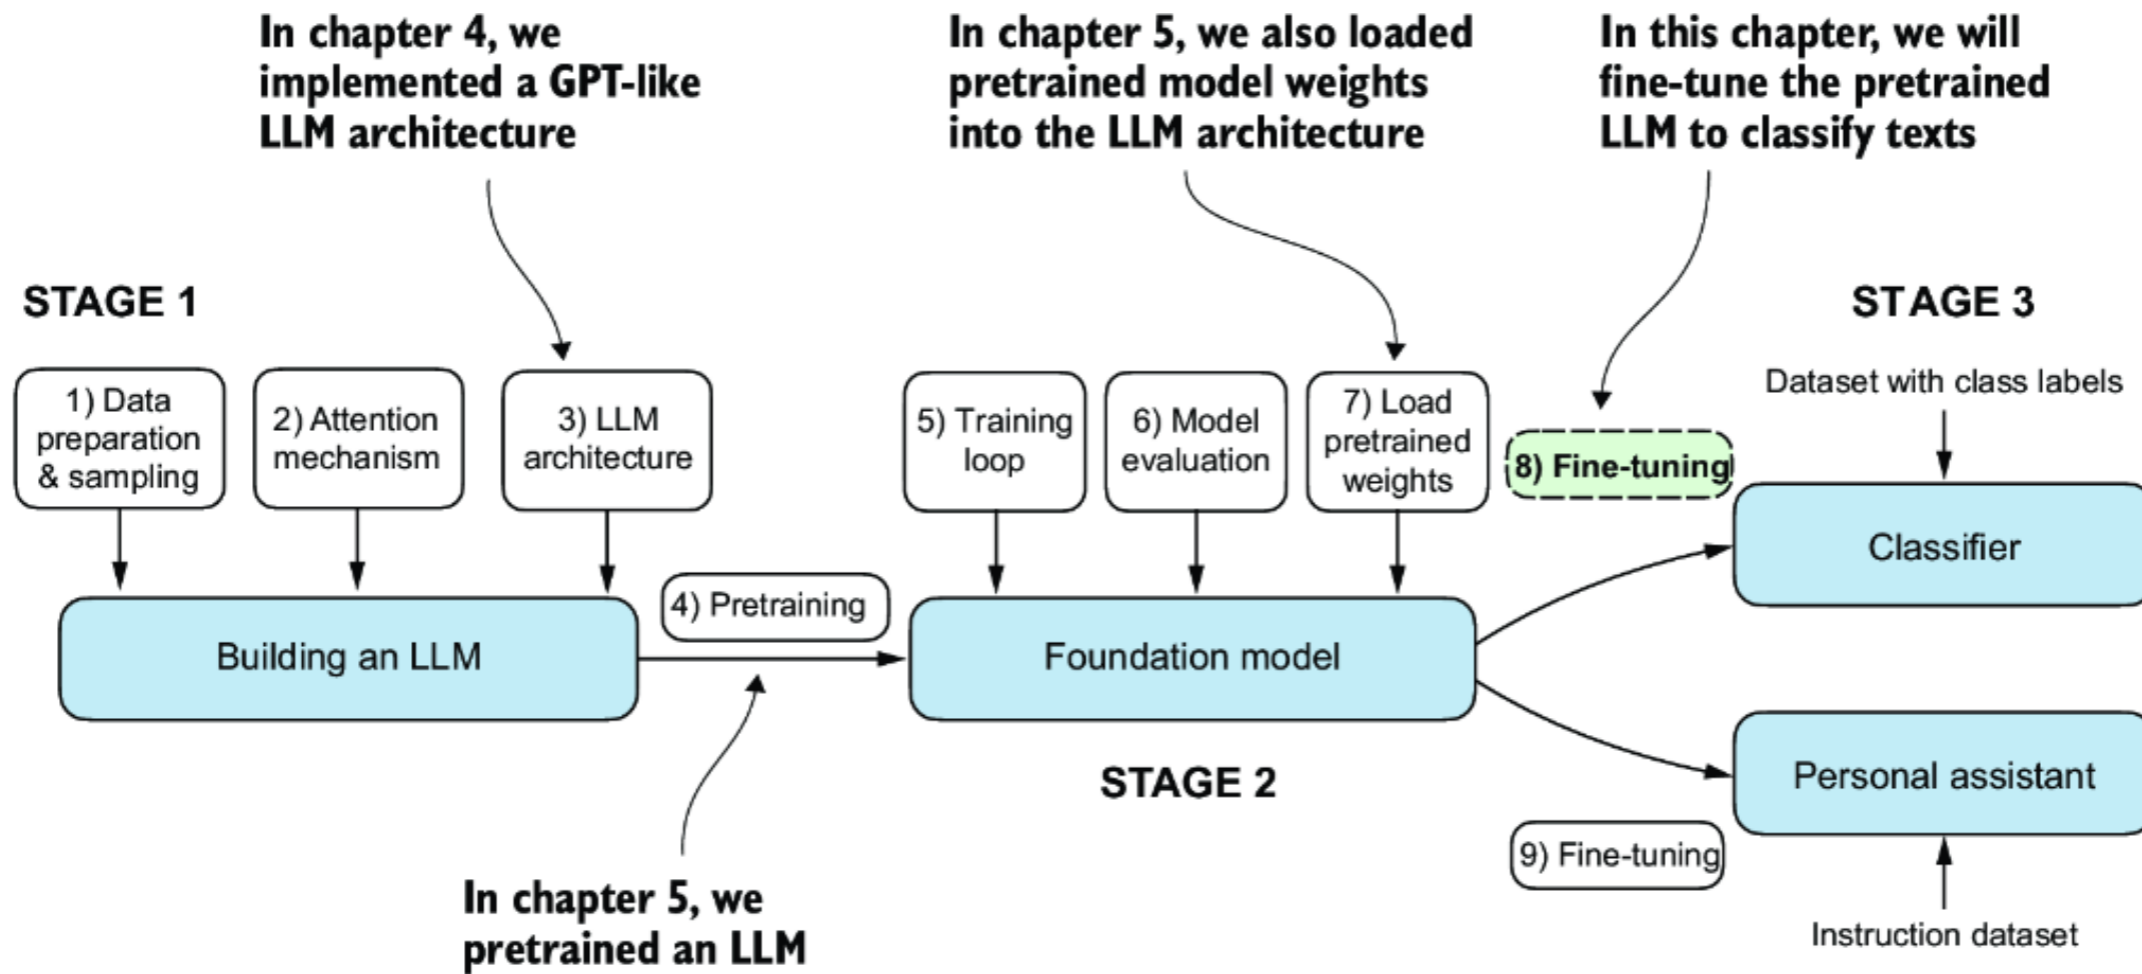 In chapter 4, we
implemented a GPT-like
LLM architecture
In chapter 5, we also loaded
pretrained model weights
into the LLM architecture
In this chapter, we will
fine-tune the pretrained
LLM to classify texts
STAGE 1
STAGE 3
1) Data
preparation
& sampling
2) Attention
mechanism
3) LLM
architecture
5) Training
loop
6) Model
evaluation
7) Load
pretrained
weights
8) Fine-tuning
Dataset with class labels
Classifier
4) Pretraining
Building an LLM
Foundation model
STAGE 2
Personal assistant
9) Fine-tuning
Instruction dataset
In chapter 5, we
pretrained an LLM